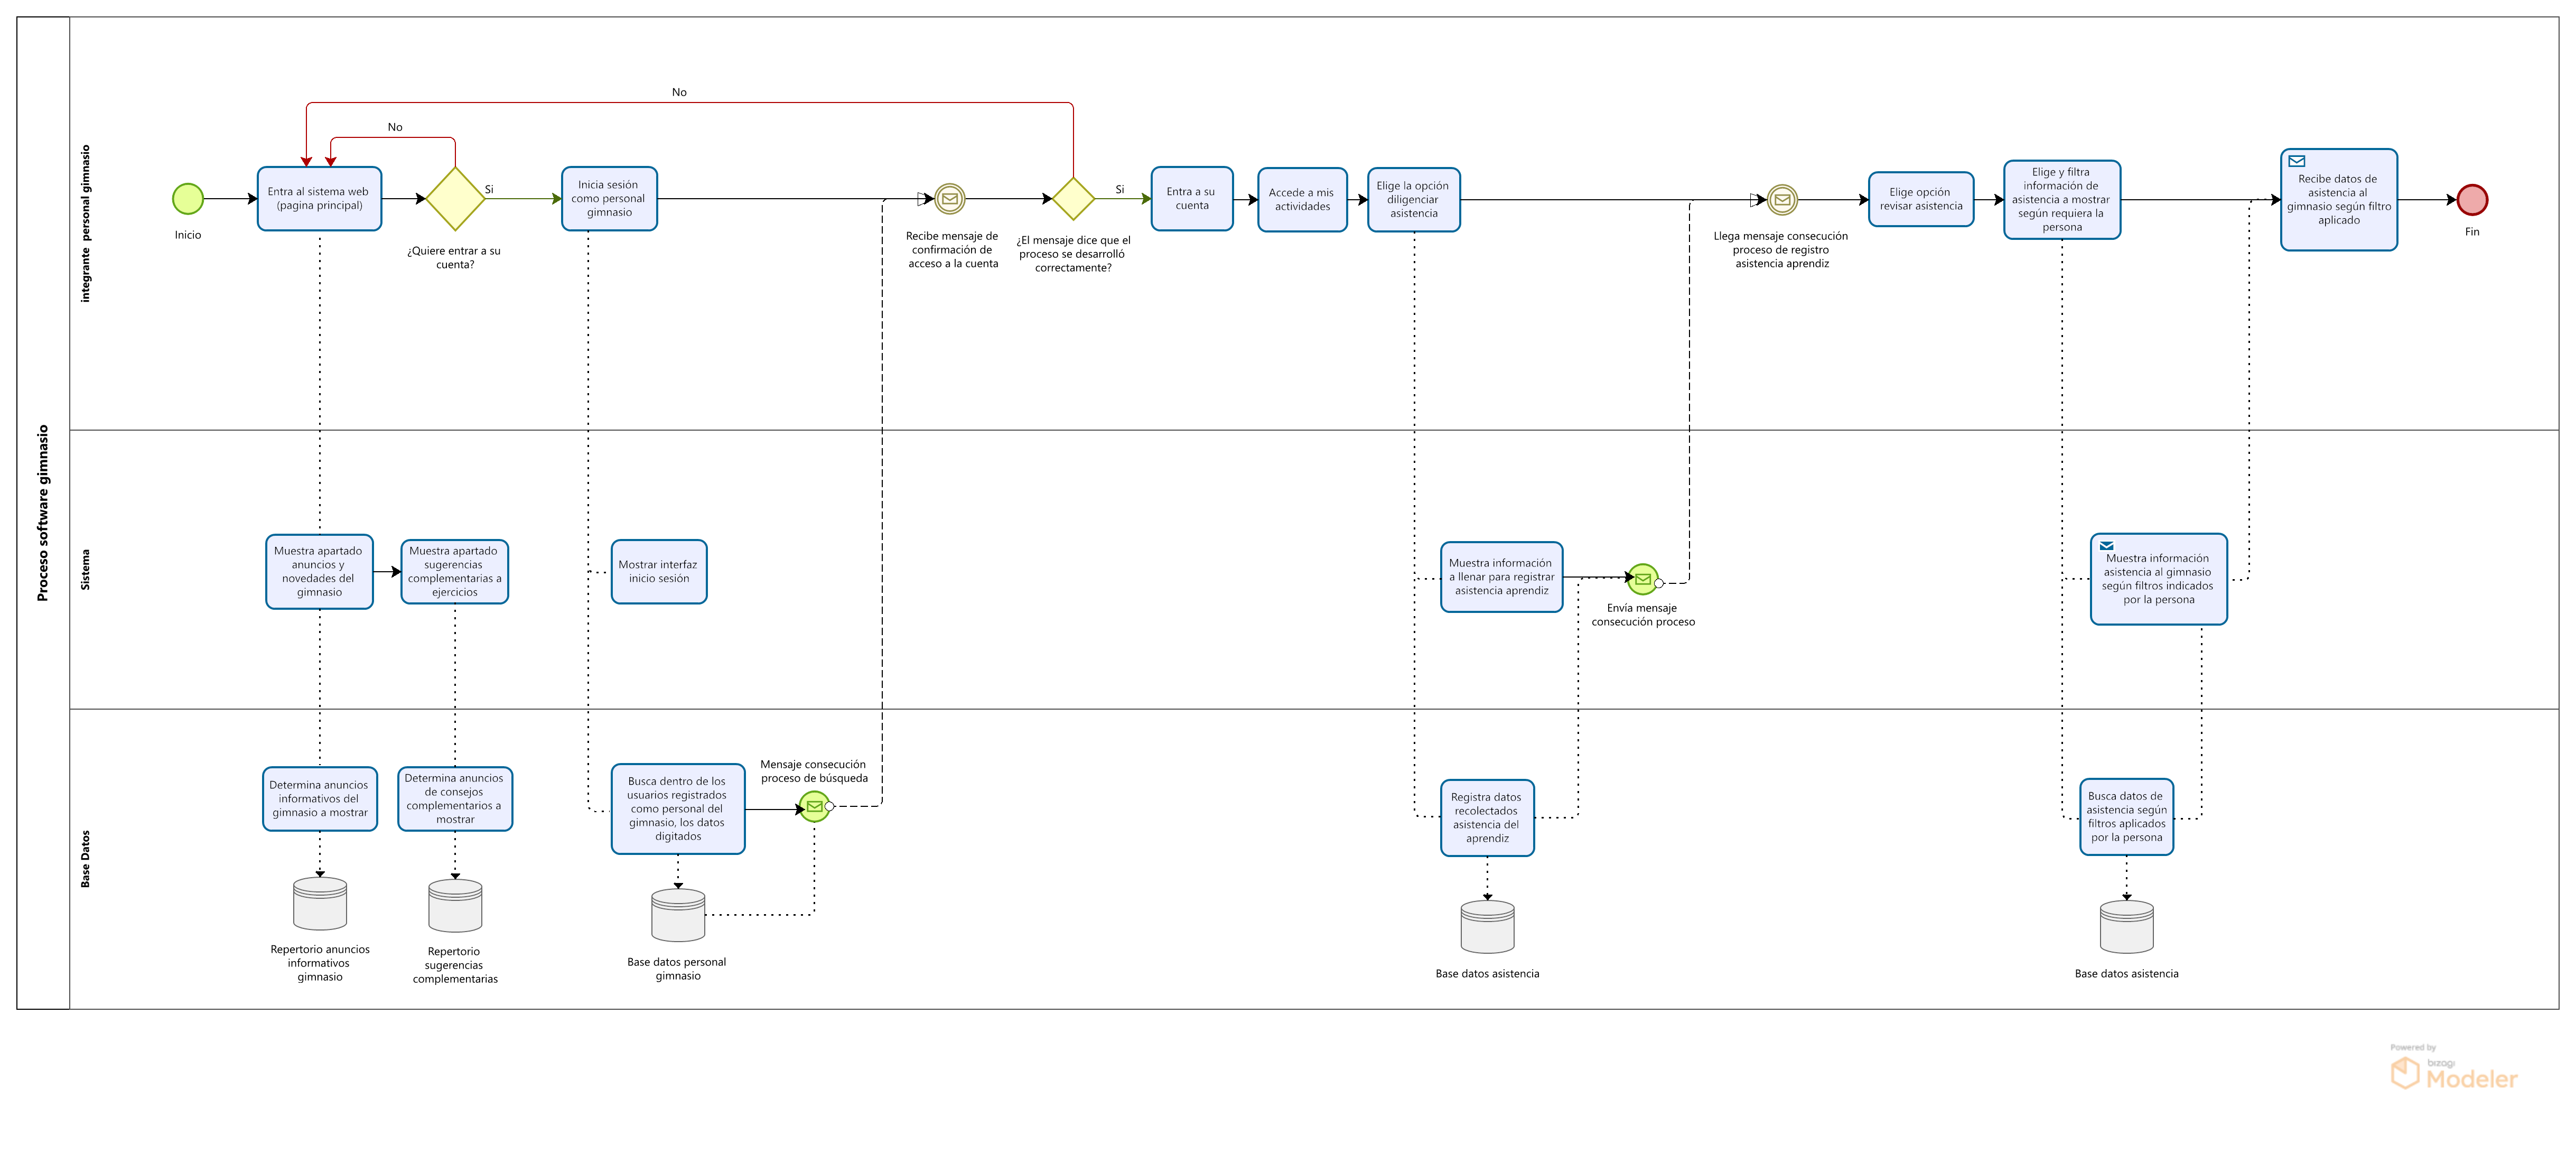 Proceso software gimnasio
integrante personal gimnasio
No
No
Inicio
Entra al sistema web
(pagina principal)
¿Quiere entrar a su
cuenta?
Si
Inicia sesión
como personal
gimnasio
Recibe mensaje de
confirmación de
acceso a la cuenta
¿El mensaje dice que el
proceso se desarrolló
correctamente?
Si
Entra a su
cuenta
Accede a mis
actividades
Elige la opción
diligenciar
asistencia
Llega mensaje consecución
proceso de registro
asistencia aprendiz
Elige opción
revisar asistencia
Elige y filtra
información de
asistencia a mostrar
según requiera la
persona
Recibe datos de
asistencia al
gimnasio según filtro
aplicado
Fin
Sistema
Muestra apartado
anuncios y
novedades del
gimnasio
Muestra apartado
sugerencias
complementarias a
ejercicios
Mostrar interfaz
inicio sesión
Muestra información
a llenar para registrar
asistencia aprendiz
Envía mensaje
consecución proceso
Muestra información
asistencia al gimnasio
según filtros indicados
por la persona
Base Datos
Determina anuncios
informativos del
gimnasio a mostrar
Determina anuncios
de consejos
complementarios a
mostrar
Busca dentro de los
usuarios registrados
como personal del
gimnasio, los datos
digitados
Mensaje consecución
proceso de búsqueda
Registra datos
recolectados
asistencia del
aprendiz
Busca datos de
asistencia según
filtros aplicados
por la persona
Repertorio anuncios
informativos
gimnasio
Repertorio
sugerencias
complementarias
Base datos personal
gimnasio
Base datos asistencia
Base datos asistencia
Powered by
bizagi
Modeler